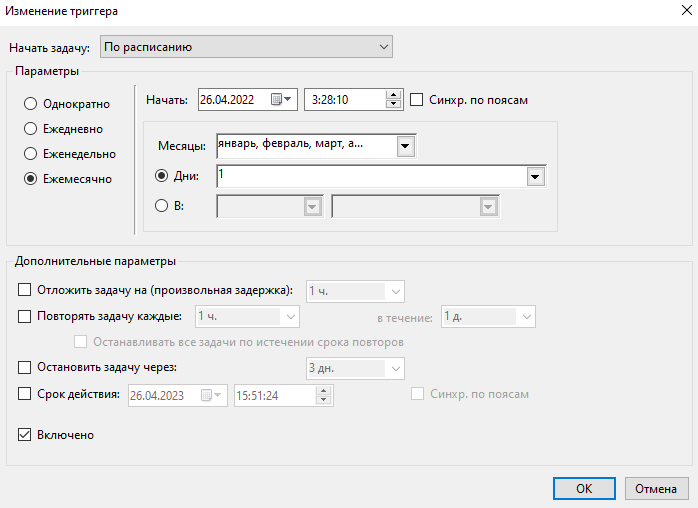 Изменение триггера
Начать задачу: По расписанию
Параметры
Однократно
Ежедневно
Еженедельно
Ежемесячно
Начать: 26.04.2022 3:28:10 Синхр. по поясам
Месяцы: январь, февраль, март, а...
Дни: 1
В:
Дополнительные параметры
Отложить задачу на (произвольная задержка): 1 ч.
Повторять задачу каждые: 1 ч. в течение: 1 д.
Останавливать все задачи по истечении срока повторов
Остановить задачу через: 3 дн.
Срок действия: 26.04.2023 15:51:24 Синхр. по поясам
Включено
ОК Отмена